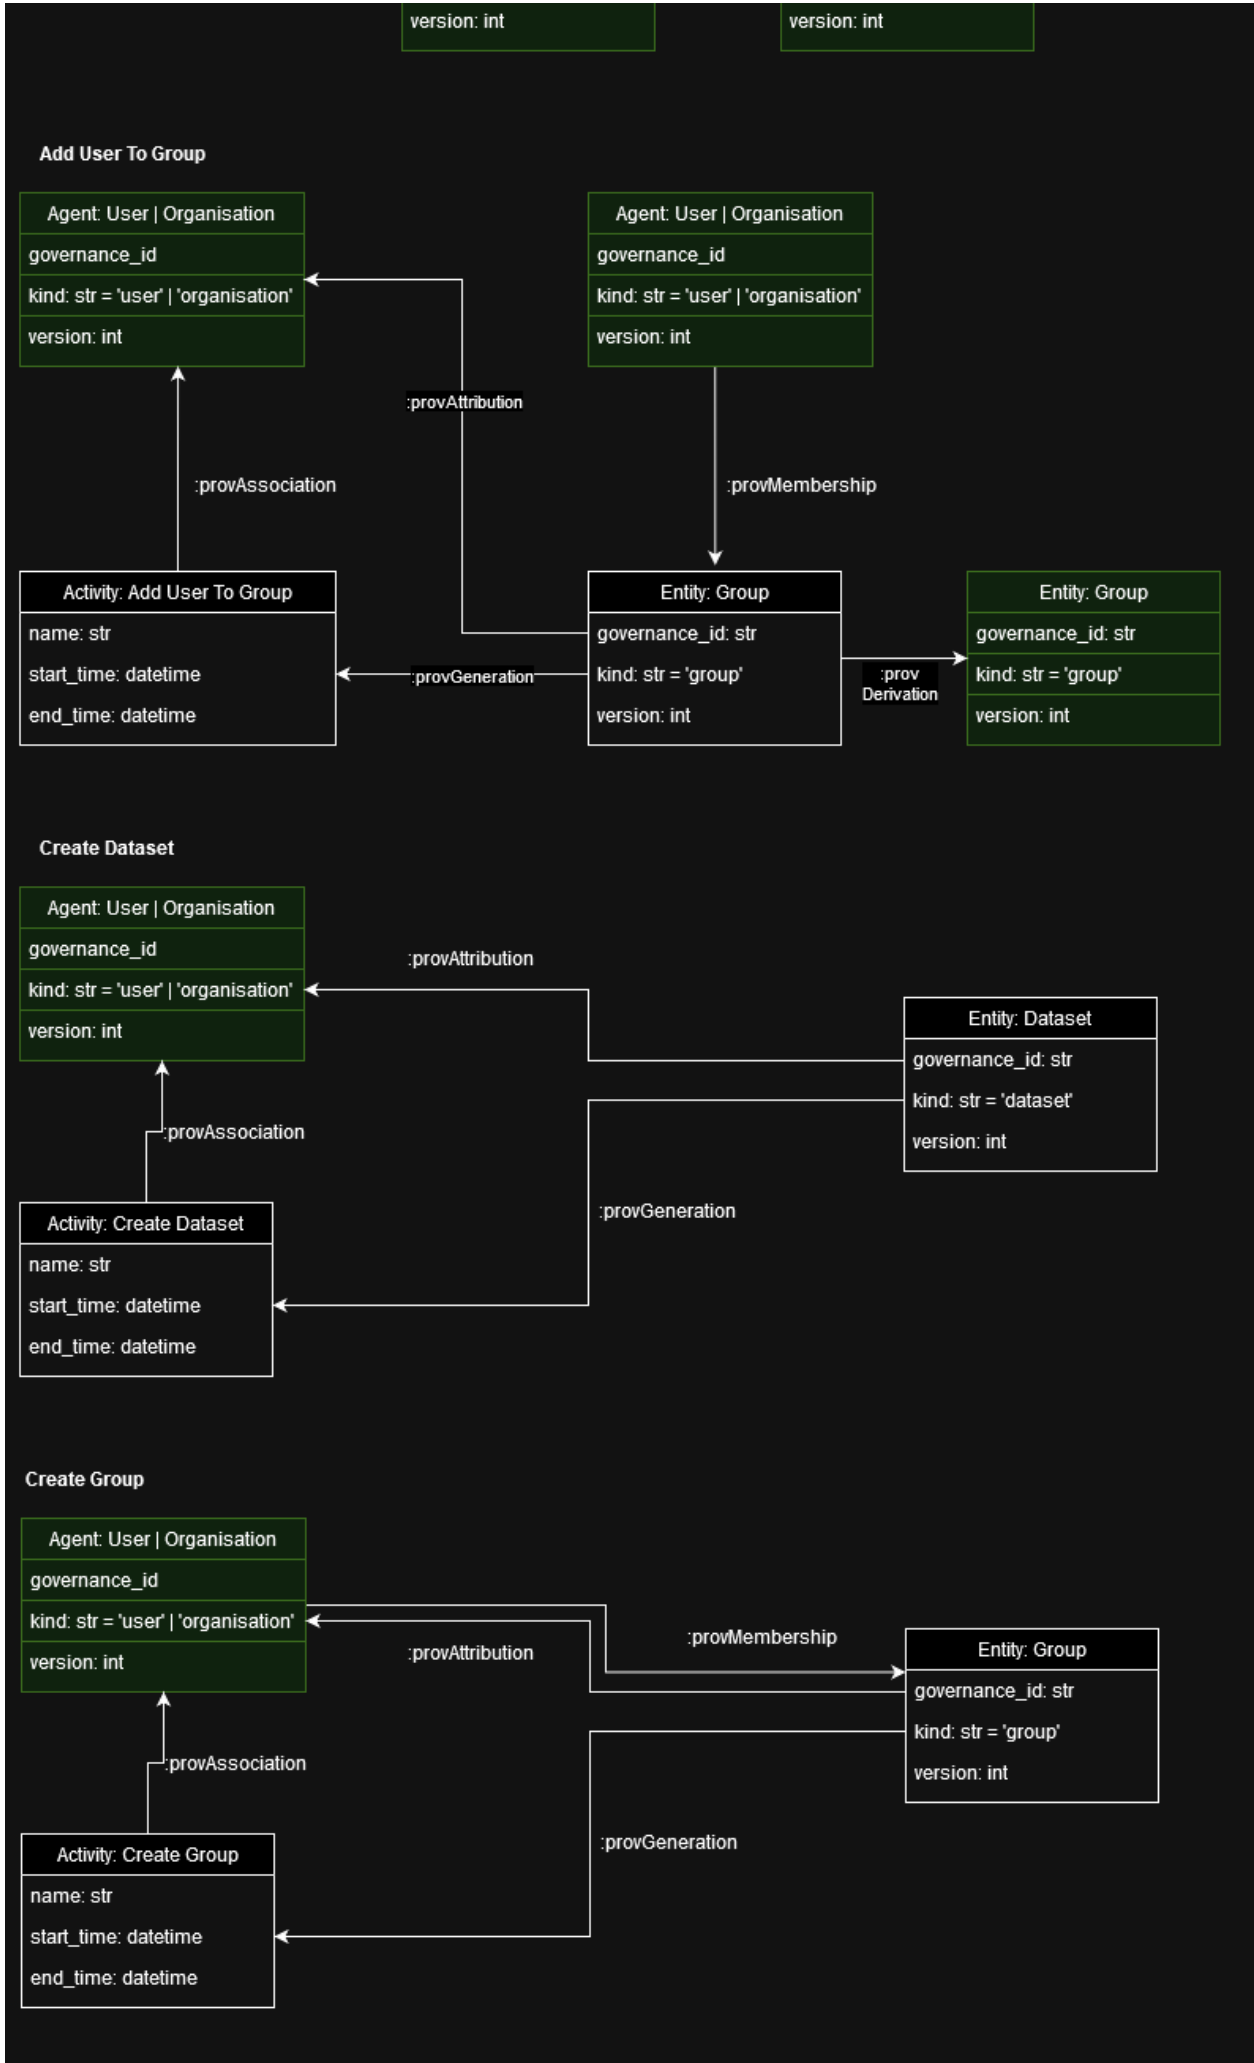 version: int
version: int
Add User To Group
Agent: User | Organisation
governance_id
kind: str = 'user' | 'organisation'
version: int
Agent: User | Organisation
governance_id
kind: str = 'user' | 'organisation'
version: int
:provAttribution
:provAssociation
:provMembership
Activity: Add User To Group
name: str
start_time: datetime
end_time: datetime
:provGeneration
Entity: Group
governance_id: str
kind: str = 'group'
version: int
:prov
Derivation
Entity: Group
governance_id: str
kind: str = 'group'
version: int
Create Dataset
Agent: User | Organisation
governance_id
kind: str = 'user' | 'organisation'
version: int
:provAttribution
Entity: Dataset
governance_id: str
kind: str = 'dataset'
version: int
:provAssociation
:provGeneration
Activity: Create Dataset
name: str
start_time: datetime
end_time: datetime
Create Group
Agent: User | Organisation
governance_id
kind: str = 'user' | 'organisation'
version: int
:provAttribution
:provMembership
Entity: Group
governance_id: str
kind: str = 'group'
version: int
:provAssociation
:provGeneration
Activity: Create Group
name: str
start_time: datetime
end_time: datetime